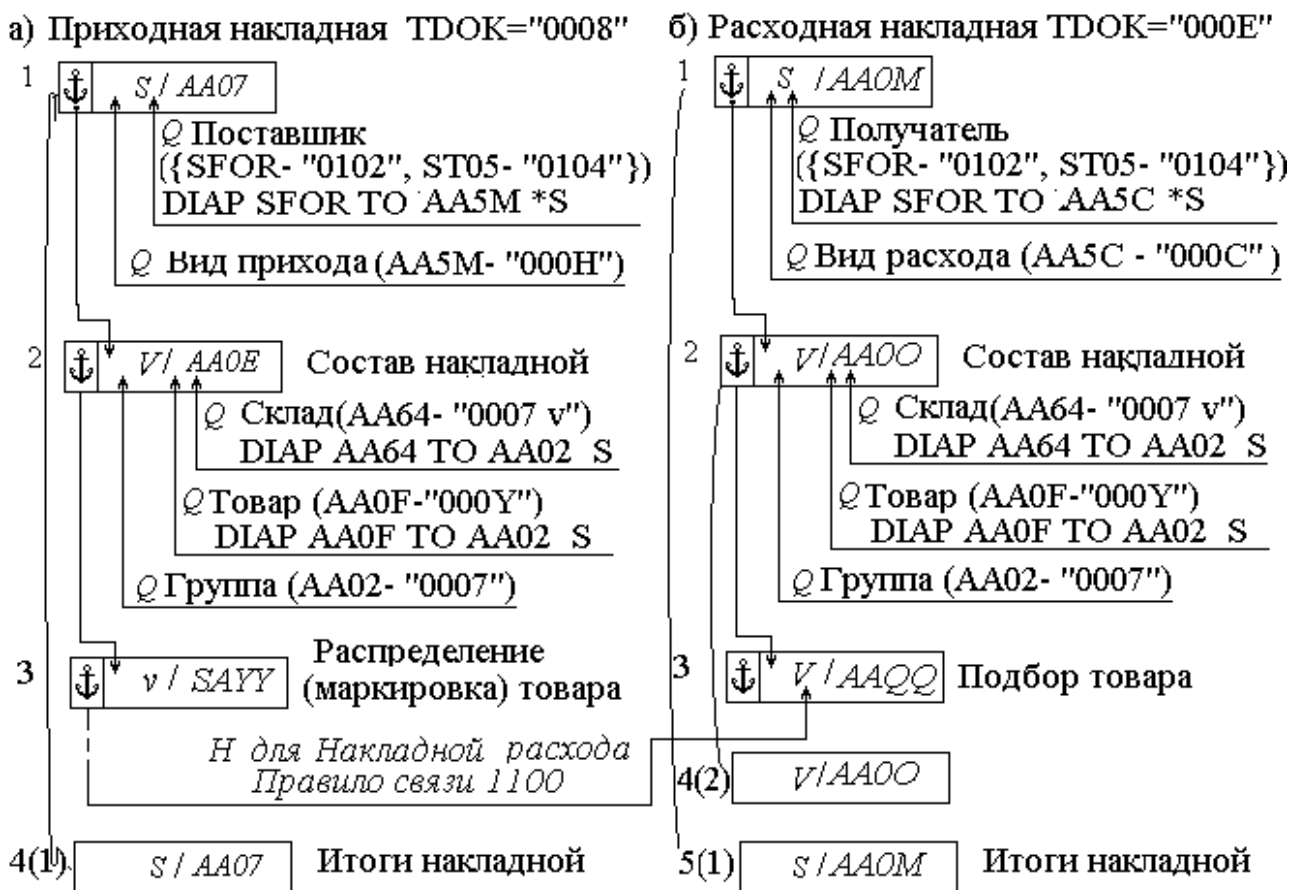 а) Приходная накладная TDOK="0008"
1
S / AA07
Q Поставшик
({SFOR- "0102", ST05- "0104"})
DIAP SFOR TO AA5M *S
Q Вид прихода (AA5M- "000H")
2
V / AA0E
Состав накладной
Q Склад(AA64- "0007 v")
DIAP AA64 TO AA02 S
Q Товар (AA0F-"000Y")
DIAP AA0F TO AA02 S
Q Группа (AA02- "0007")
3
v / SAYY
Распределение
(маркировка) товара
Н для Накладной расхода
Правило связи 1100
4(1)
S / AA07
Итоги накладной
б) Расходная накладная TDOK="000E"
1
S /AA0M
Q Получатель
({SFOR- "0102", ST05- "0104"})
DIAP SFOR TO AA5C *S
Q Вид расхода (AA5C - "000C" )
2
V/AA0O
Состав накладной
Q Склад(AA64- "0007 v")
DIAP AA64 TO AA02 S
Q Товар (AA0F-"000Y")
DIAP AA0F TO AA02 S
Q Группа (AA02- "0007")
3
V /AAQQ
Подбор товара
4(2)
V/AA0O
5(1)
S /AA0M
Итоги накладной